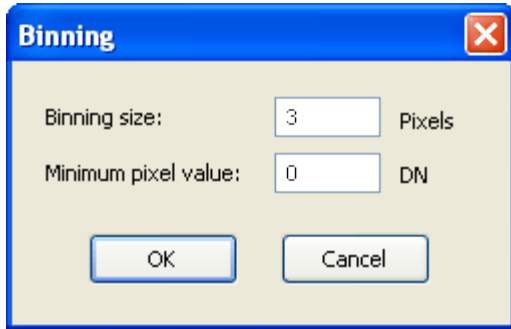 Binning
Binning size: 3 Pixels
Minimum pixel value: 0 DN
OK Cancel